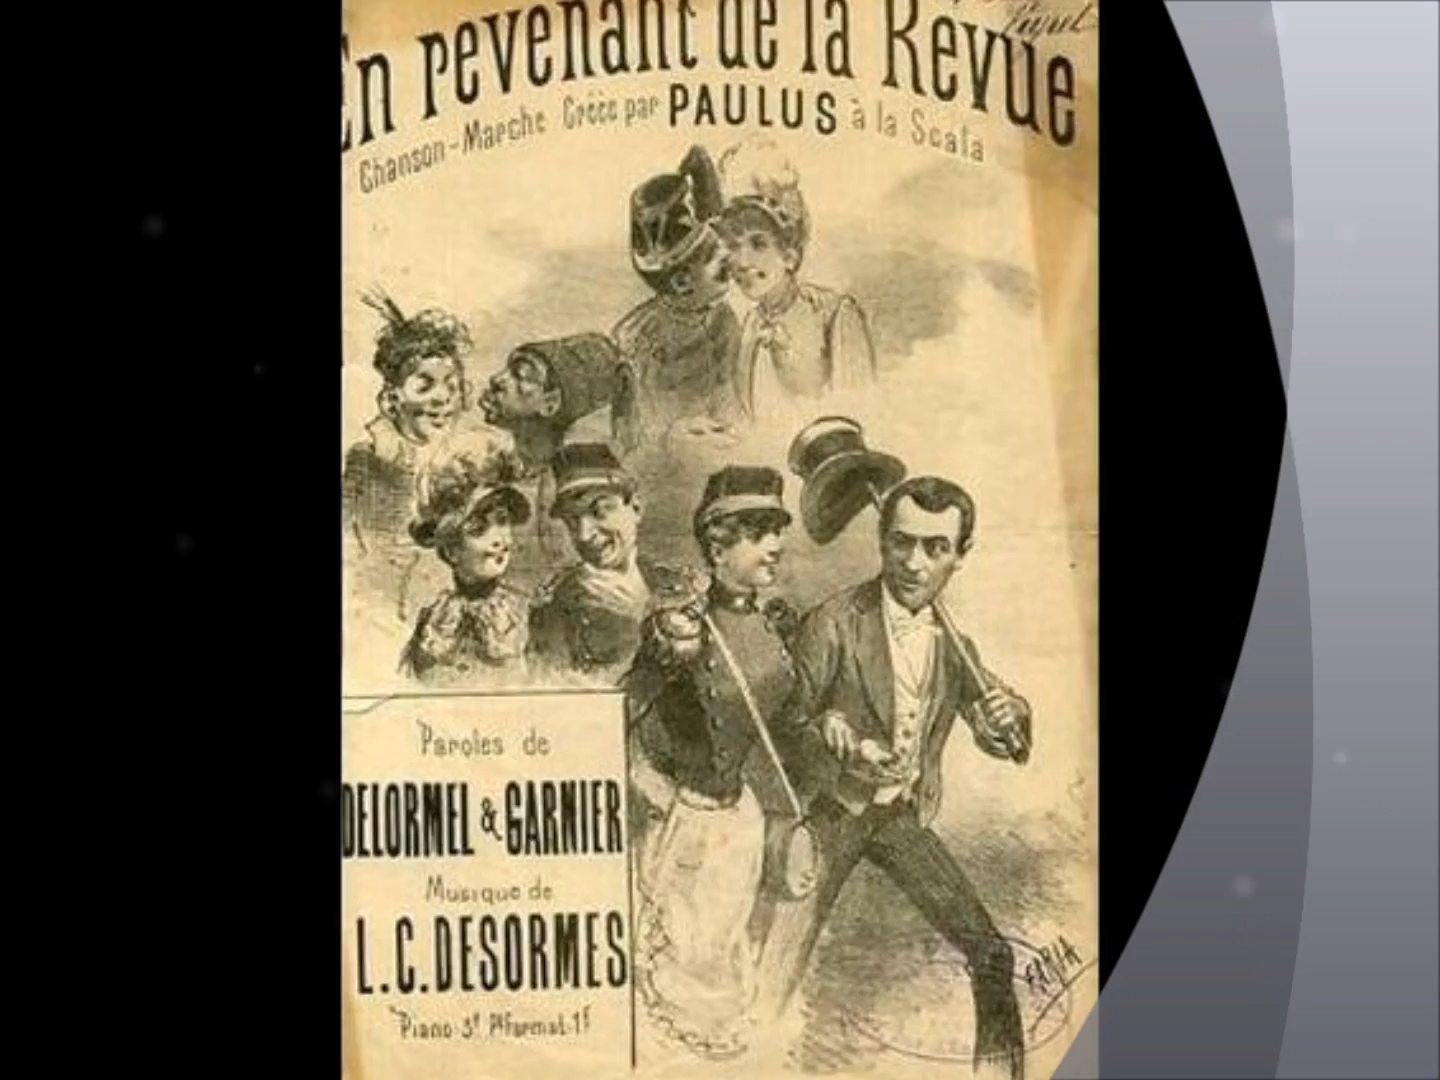 En revenant de la Revue
Chanson-Marche Créée par PAULUS à la Scala
Paroles de
DELORMEL & GARNIER
Musique de
L.C.DESORMES
Piano 3f Pt Format 1f
FARIA